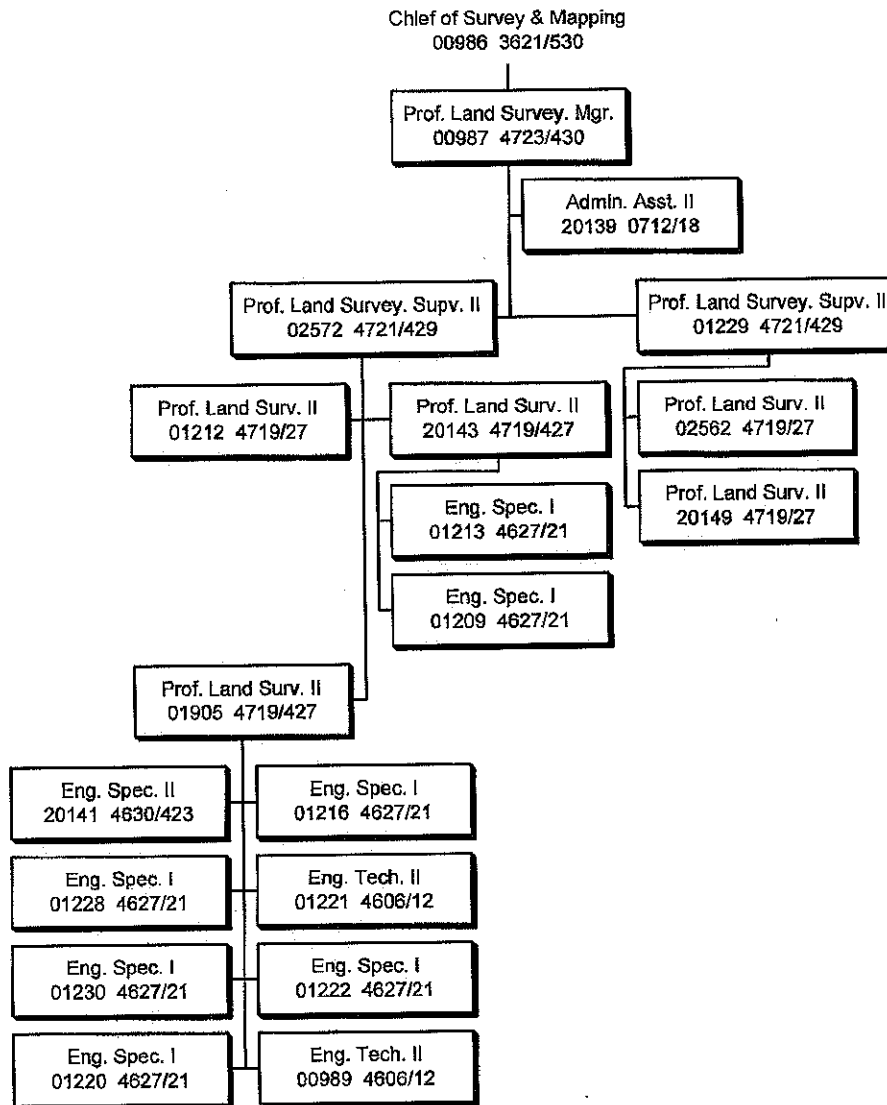 Chief of Survey & Mapping
00986 3621/530
Prof. Land Survey. Mgr.
00987 4723/430
Admin. Asst. II
20139 0712/18
Prof. Land Survey. Supv. II
02572 4721/429
Prof. Land Survey. Supv. II
01229 4721/429
Prof. Land Surv. II
01212 4719/27
Prof. Land Surv. II
20143 4719/427
Prof. Land Surv. II
02562 4719/27
Eng. Spec. I
01213 4627/21
Prof. Land Surv. II
20149 4719/27
Eng. Spec. I
01209 4627/21
Prof. Land Surv. II
01905 4719/427
Eng. Spec. II
20141 4630/423
Eng. Spec. I
01216 4627/21
Eng. Spec. I
01228 4627/21
Eng. Tech. II
01221 4606/12
Eng. Spec. I
01230 4627/21
Eng. Spec. I
01222 4627/21
Eng. Spec. I
01220 4627/21
Eng. Tech. II
00989 4606/12